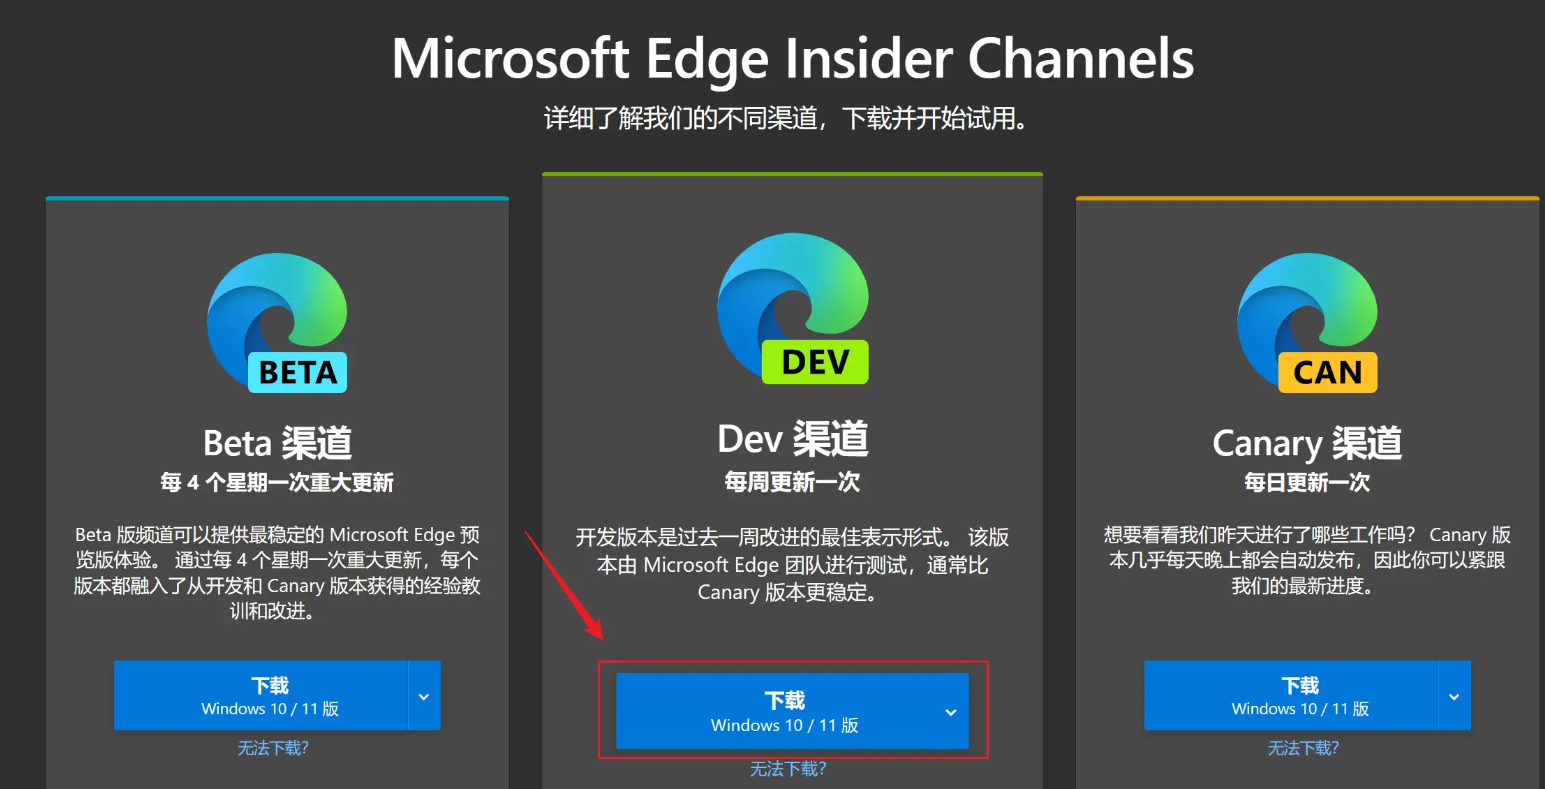 Microsoft Edge Insider Channels
详细了解我们的不同渠道，下载并开始试用。
BETA
Beta 渠道
每 4 个星期一次重大更新
Beta 版频道可以提供最稳定的 Microsoft Edge 预
览版体验。 通过每 4 个星期一次重大更新，每个
版本都融入了从开发和 Canary 版本获得的经验教
训和改进。
下载
Windows 10 / 11 版
无法下载?
DEV
Dev 渠道
每周更新一次
开发版本是过去一周改进的最佳表示形式。 该版
本由 Microsoft Edge 团队进行测试，通常比
Canary 版本更稳定。
下载
Windows 10 / 11 版
无法下载?
CAN
Canary 渠道
每日更新一次
想要看看我们昨天进行了哪些工作吗？ Canary 版
本几乎每天晚上都会自动发布，因此你可以紧跟
我们的最新进度。
下载
Windows 10 / 11 版
无法下载?